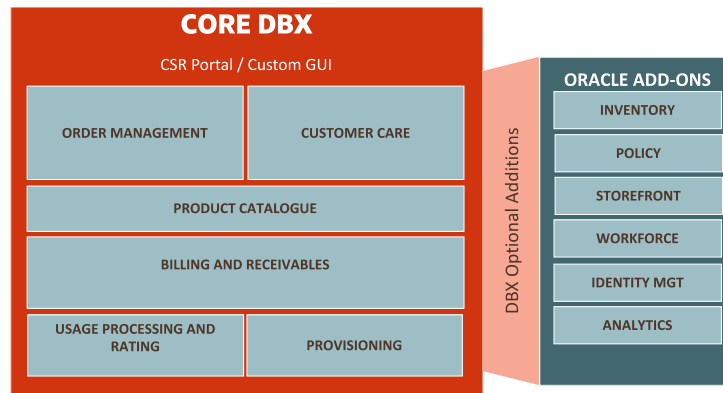 CORE DBX
CSR Portal / Custom GUI
ORDER MANAGEMENT
CUSTOMER CARE
PRODUCT CATALOGUE
BILLING AND RECEIVABLES
USAGE PROCESSING AND
RATING
PROVISIONING
DBX Optional Additions
ORACLE ADD-ONS
INVENTORY
POLICY
STOREFRONT
WORKFORCE
IDENTITY MGT
ANALYTICS